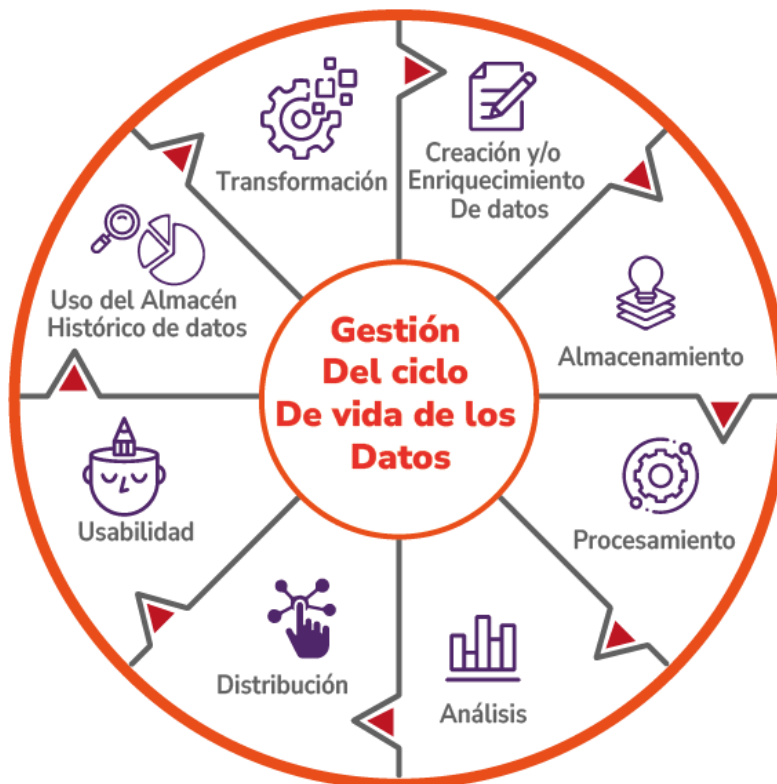 Gestión
Del ciclo
De vida de los
Datos
Creación y/o
Enriquecimiento
De datos
Almacenamiento
Procesamiento
Análisis
Distribución
Usabilidad
Uso del Almacén
Histórico de datos
Transformación